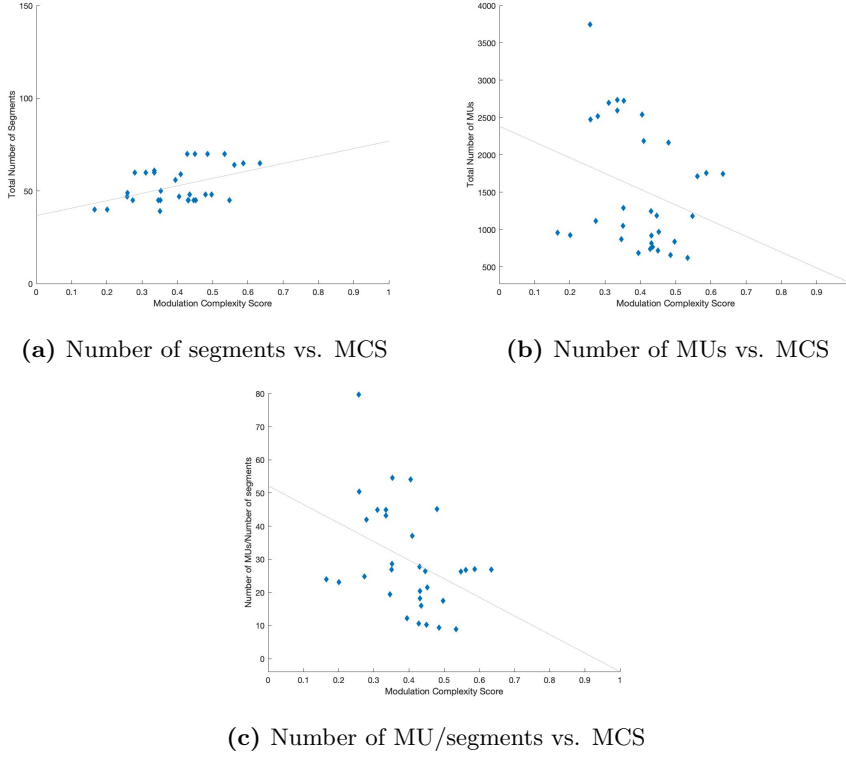 150
100
50
0
0 0.1 0.2 0.3 0.4 0.5 0.6 0.7 0.8 0.9 1
Total Number of Segments
Modulation Complexity Score
(a) Number of segments vs. MCS
4000
3500
3000
2500
2000
1500
1000
500
0 0.1 0.2 0.3 0.4 0.5 0.6 0.7 0.8 0.9
Total Number of MUs
Modulation Complexity Score
(b) Number of MUs vs. MCS
80
70
60
50
40
30
20
10
0
0 0.1 0.2 0.3 0.4 0.5 0.6 0.7 0.8 0.9 1
Number of MUs/Number of segments
Modulation Complexity Score
(c) Number of MU/segments vs. MCS